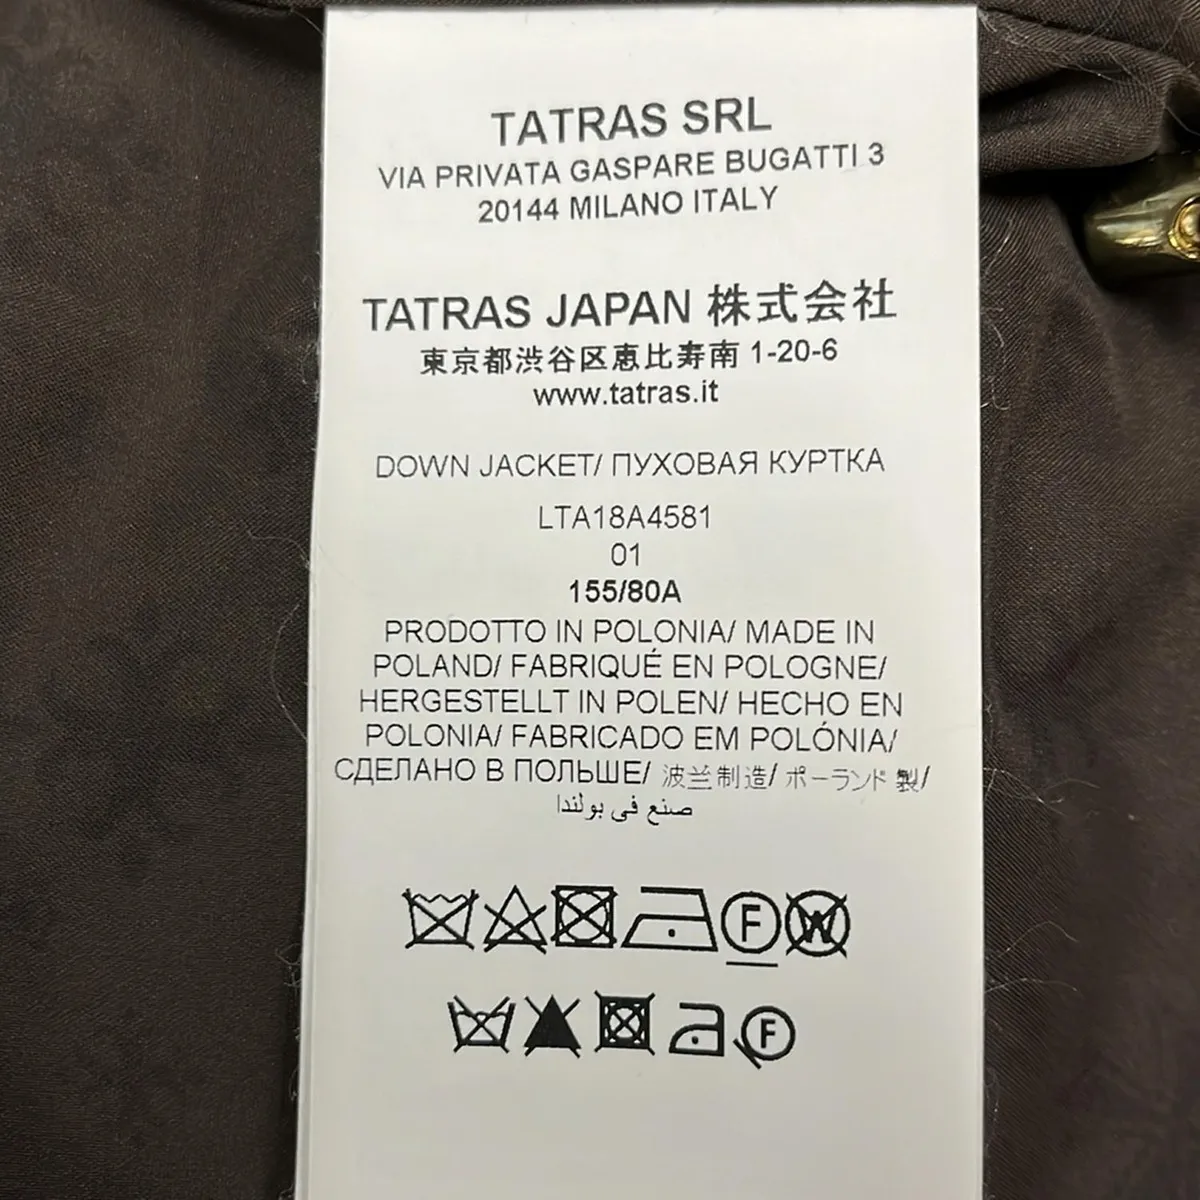 TATRAS SRL
VIA PRIVATA GASPARE BUGATTI 3
20144 MILANO ITALY
TATRAS JAPAN 株式会社
東京都渋谷区恵比寿南 1-20-6
www.tatras.it
DOWN JACKET/ ПУХОВАЯ КУРТКА
LTA18A4581
01
155/80A
PRODOTTO IN POLONIA/ MADE IN
POLAND/ FABRIQUÉ EN POLOGNE/
HERGESTELLT IN POLEN/ HECHO EN
POLONIA/ FABRICADO EM POLÓNIA/
СДЕЛАНО В ПОЛЬШЕ/ 波兰制造/ ポーランド 製/
صنع في بولندا
F W
F